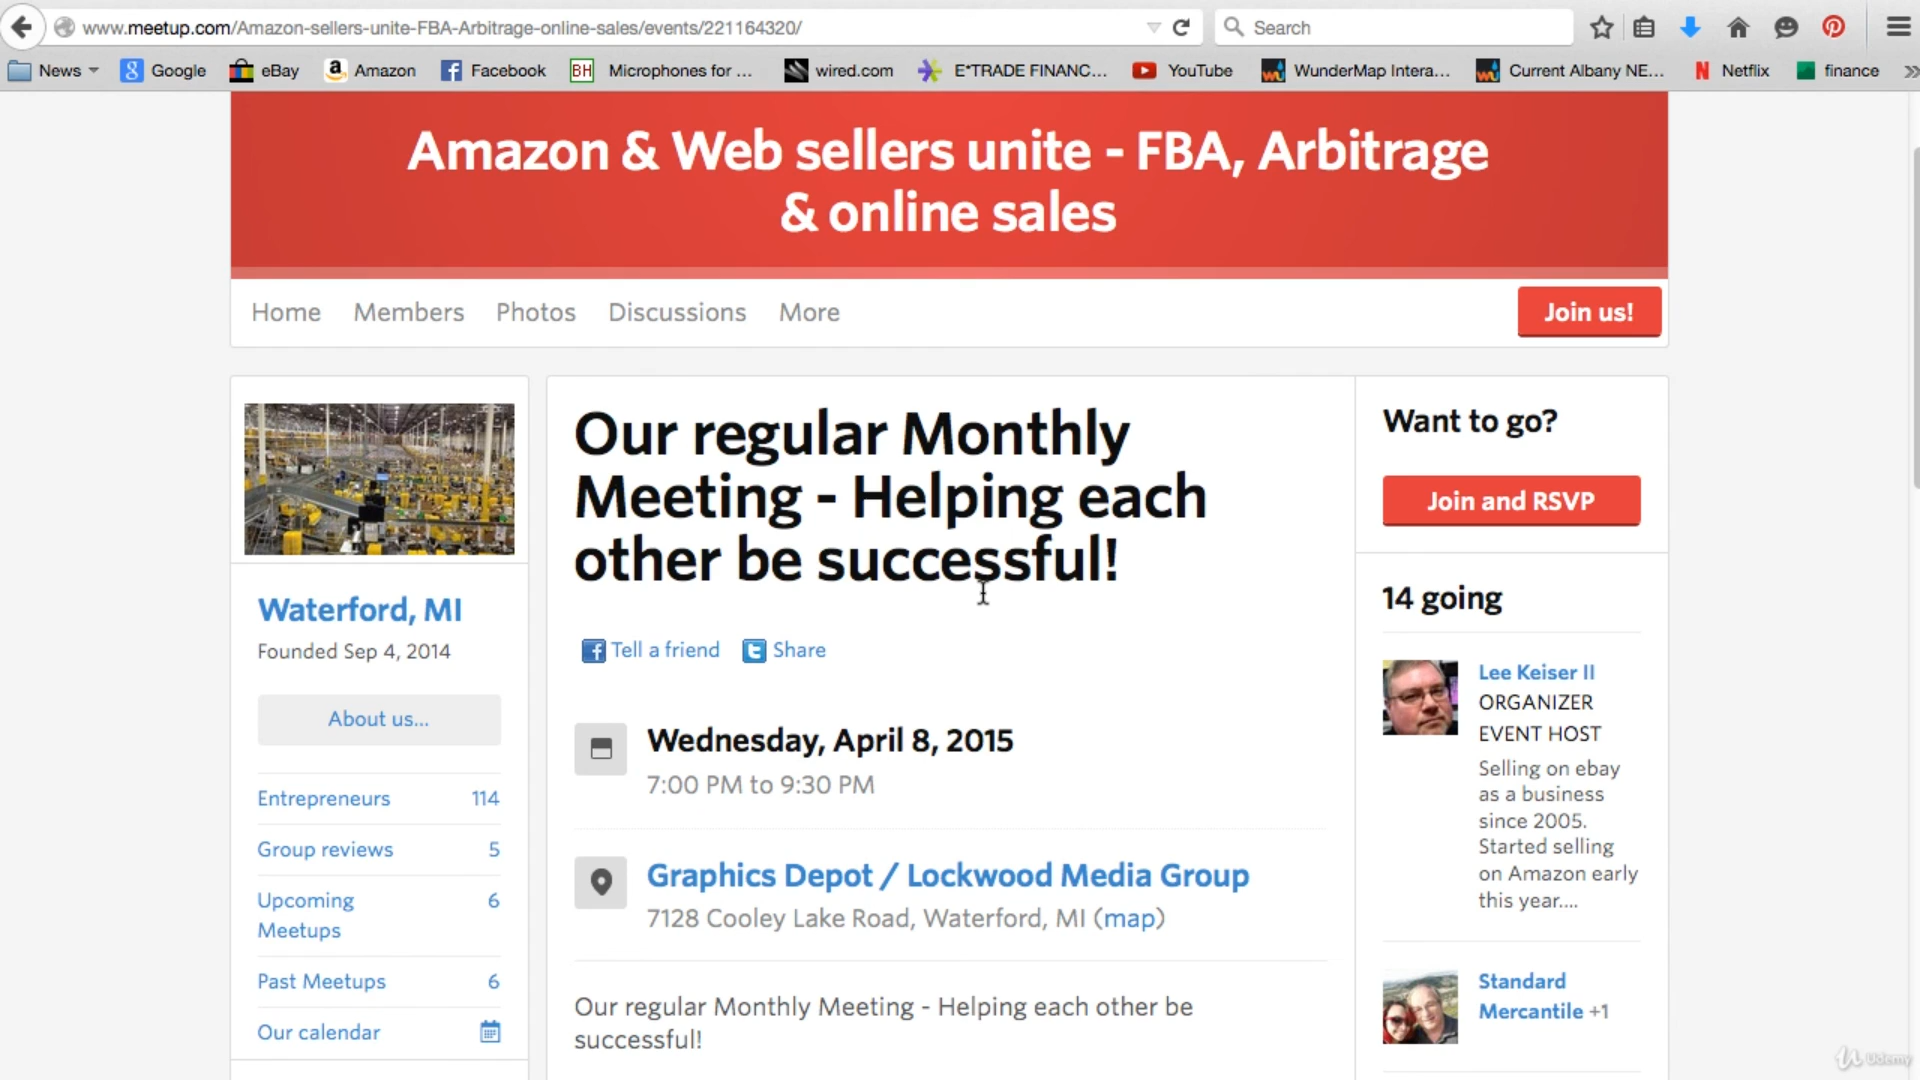 www.meetup.com/Amazon-sellers-unite-FBA-Arbitrage-online-sales/events/221164320/
Search
News
Google
eBay
Amazon
Facebook
BH
Microphones for ...
wired.com
E*TRADE FINANC...
YouTube
WunderMap Intera...
Current Albany NE...
Netflix
finance
Amazon & Web sellers unite - FBA, Arbitrage
& online sales
Home
Members
Photos
Discussions
More
Join us!
Waterford, MI
Founded Sep 4, 2014
About us...
Entrepreneurs 114
Group reviews 5
Upcoming 6
Meetups
Past Meetups 6
Our calendar
Our regular Monthly
Meeting - Helping each
other be successful!
Tell a friend
Share
Wednesday, April 8, 2015
7:00 PM to 9:30 PM
Graphics Depot / Lockwood Media Group
7128 Cooley Lake Road, Waterford, MI (map)
Our regular Monthly Meeting - Helping each other be
successful!
Want to go?
Join and RSVP
14 going
Lee Keiser II
ORGANIZER
EVENT HOST
Selling on ebay
as a business
since 2005.
Started selling
on Amazon early
this year....
Standard
Mercantile +1
Udemy